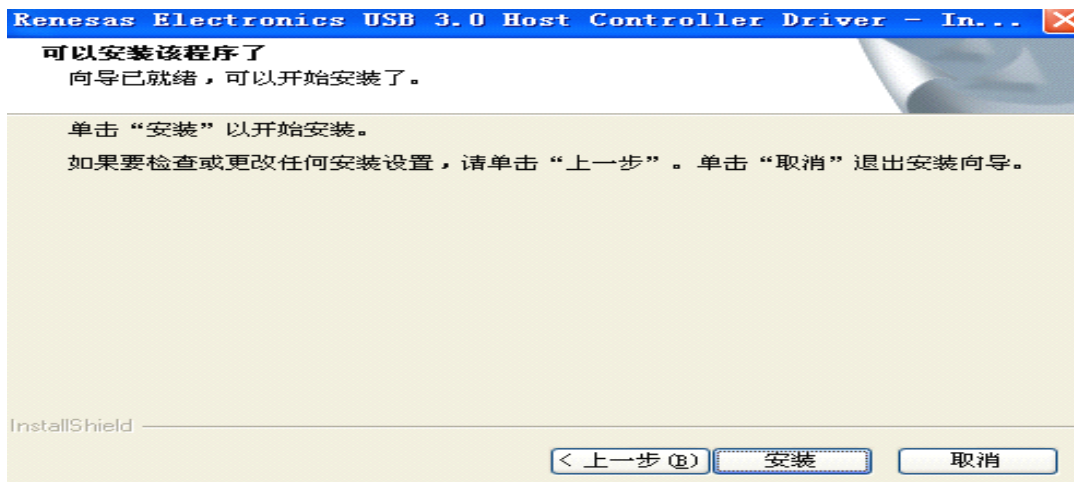 Renesas Electronics USB 3.0 Host Controller Driver - In...
可以安装该程序了
向导已就绪，可以开始安装了。
单击“安装”以开始安装。
如果要检查或更改任何安装设置，请单击“上一步”。单击“取消”退出安装向导。
InstallShield
< 上一步(B) 安装 取消